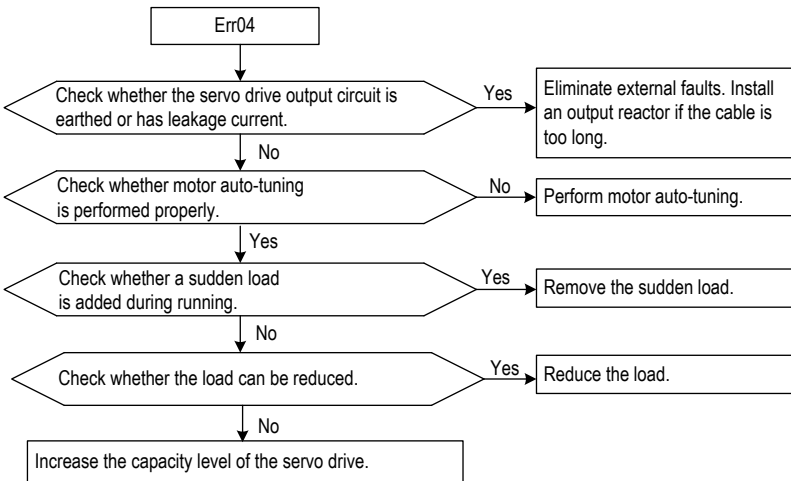 Err04
Check whether the servo drive output circuit is
earthed or has leakage current.
Yes
Eliminate external faults. Install
an output reactor if the cable is
too long.
No
Check whether motor auto-tuning
is performed properly.
No
Perform motor auto-tuning.
Yes
Check whether a sudden load
is added during running.
Yes
Remove the sudden load.
No
Check whether the load can be reduced.
Yes
Reduce the load.
No
Increase the capacity level of the servo drive.